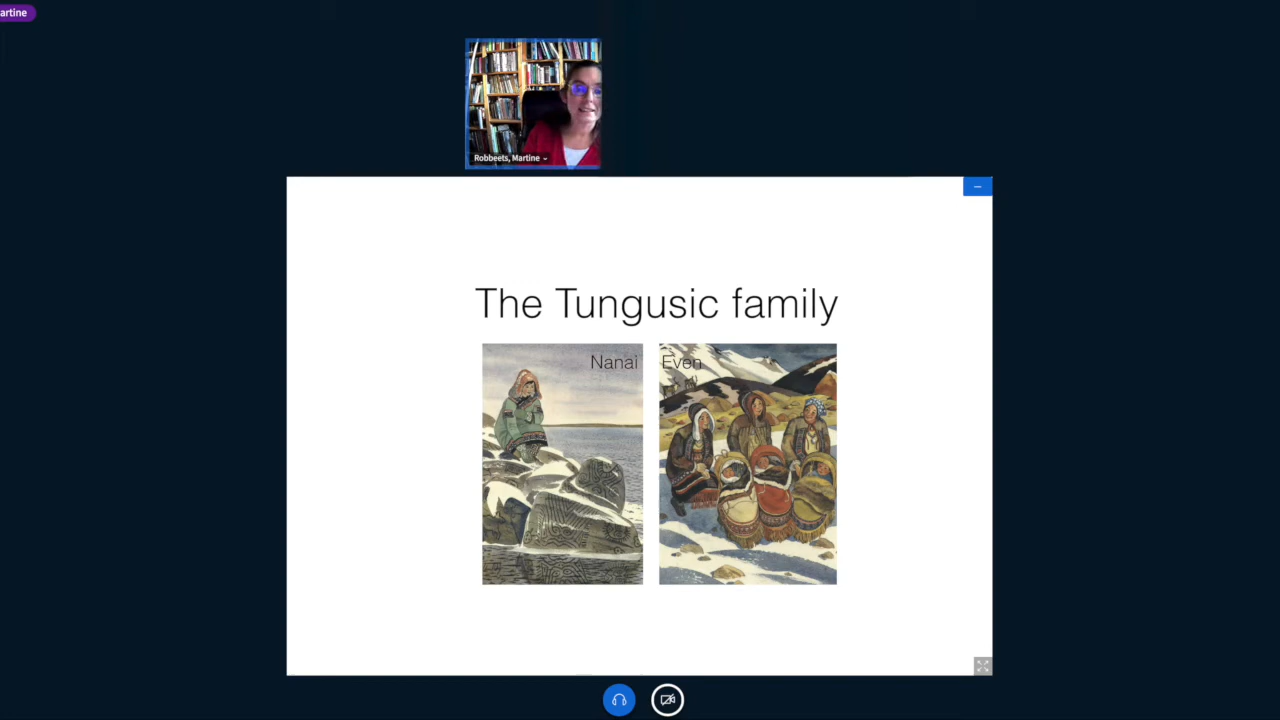 artine
Robbeets, Martine
The Tungusic family
Nanai
Even